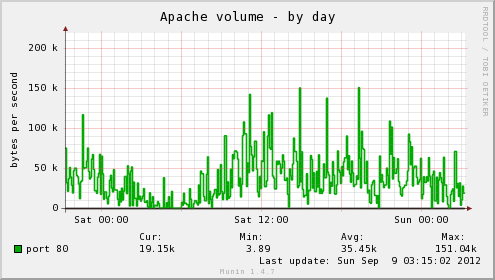 Apache volume - by day
RRDTOOL / TOBI OETIKER
bytes per second
200 k
150 k
100 k
50 k
0
Sat 00:00 Sat 12:00 Sun 00:00
Cur: Min: Avg: Max:
port 80 19.15k 3.89 35.45k 151.04k
Last update: Sun Sep 9 03:15:02 2012
Munin 1.4.7